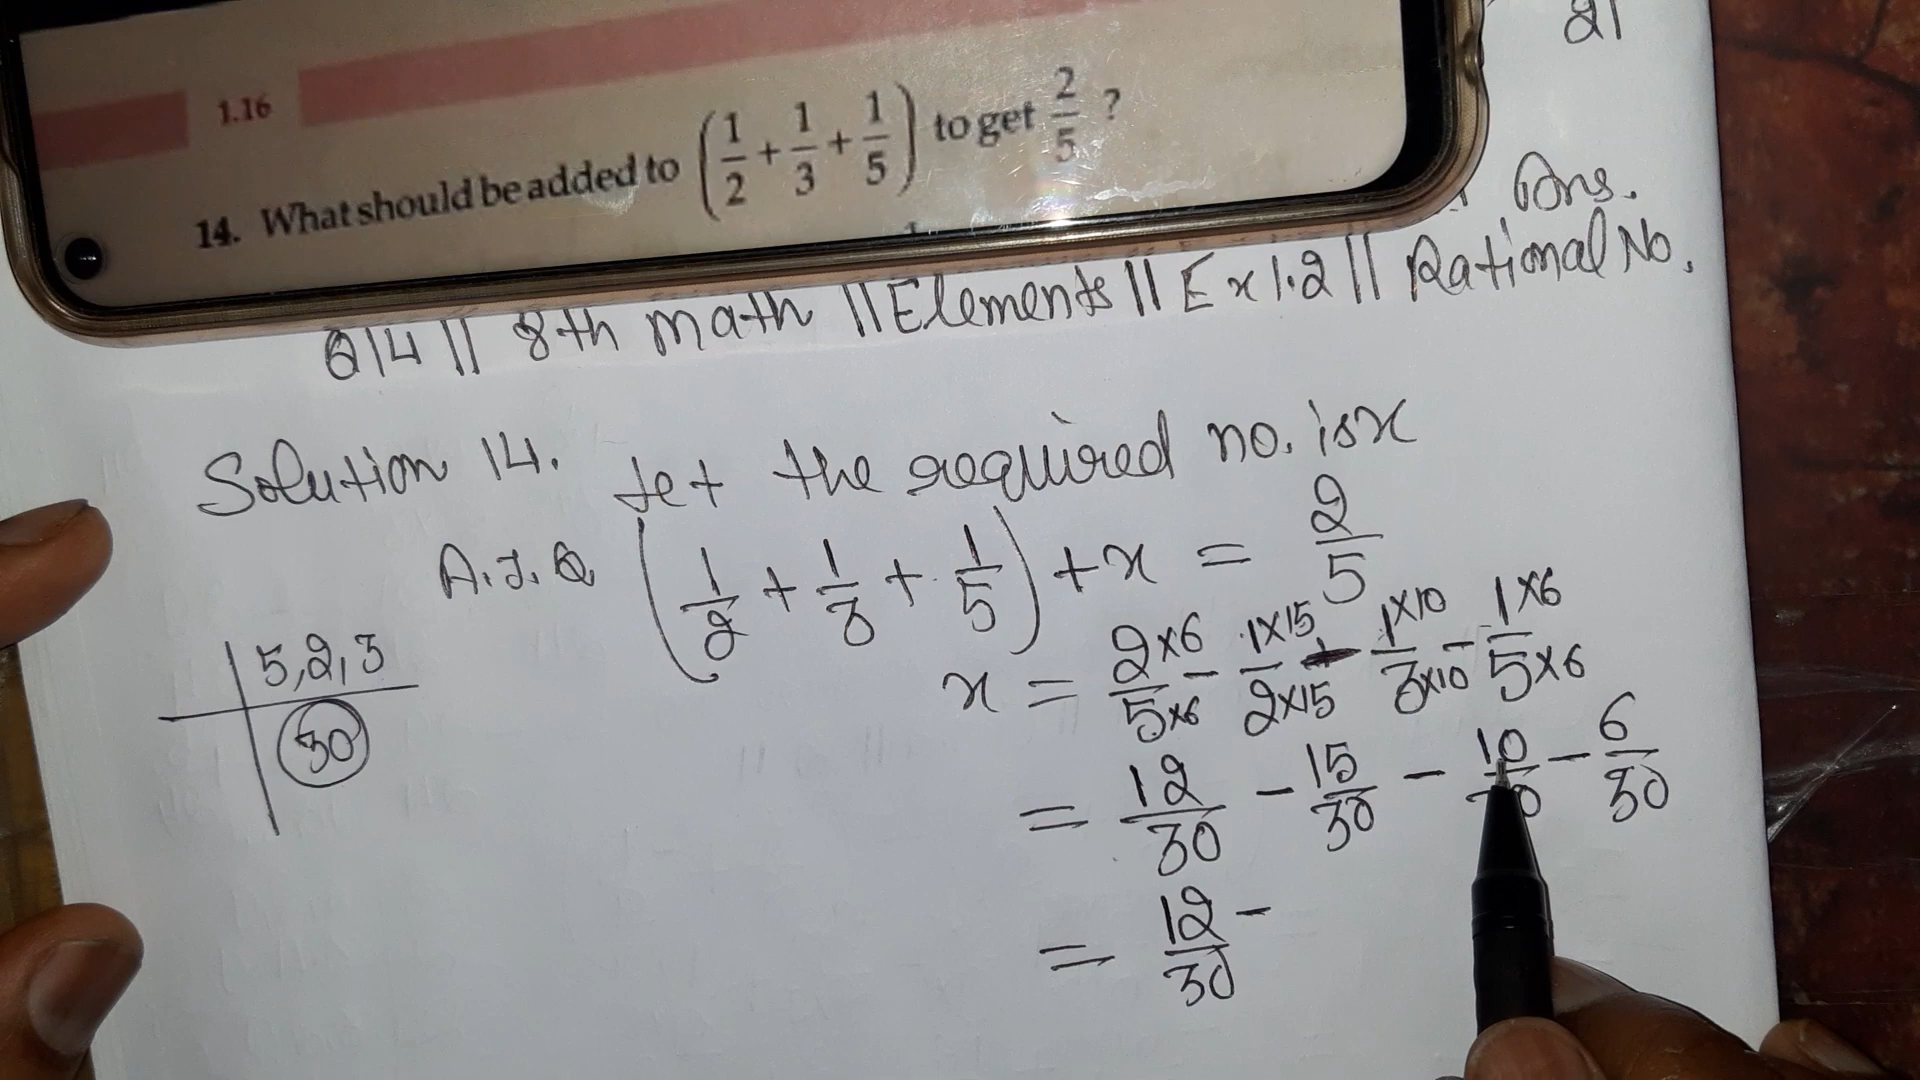 21
1.16
14. What should be added to (1/2 + 1/3 + 1/5) to get 2/5 ?
Ans.
Q14 || 8th math || Elements || Ex 1.2 || Rational No.
Solution 14. Let the required no. is x
A.T.Q (1/2 + 1/3 + 1/5) + x = 2/5
5,2,3
30
x = 2×6/5×6 - 1×15/2×15 - 1×10/3×10 - 1×6/5×6
= 12/30 - 15/30 - 10/30 - 6/30
= 12/30 -